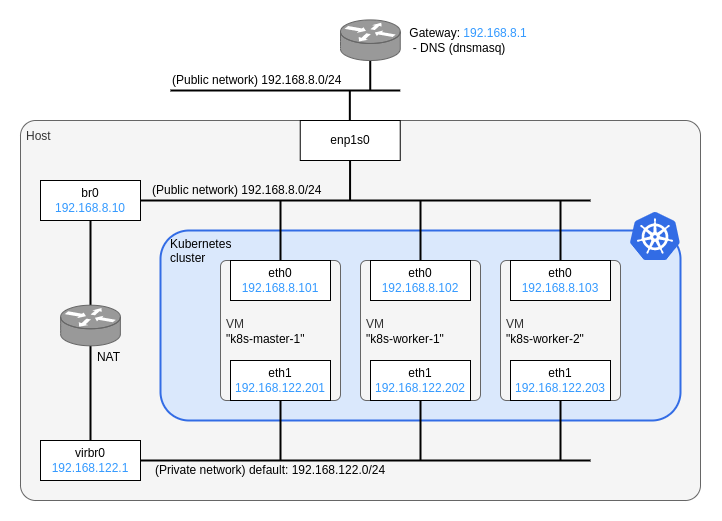 Gateway: 192.168.8.1
- DNS (dnsmasq)
(Public network) 192.168.8.0/24
Host
enp1s0
br0
192.168.8.10
(Public network) 192.168.8.0/24
Kubernetes
cluster
eth0
192.168.8.101
eth0
192.168.8.102
eth0
192.168.8.103
VM
"k8s-master-1"
VM
"k8s-worker-1"
VM
"k8s-worker-2"
NAT
eth1
192.168.122.201
eth1
192.168.122.202
eth1
192.168.122.203
virbr0
192.168.122.1
(Private network) default: 192.168.122.0/24